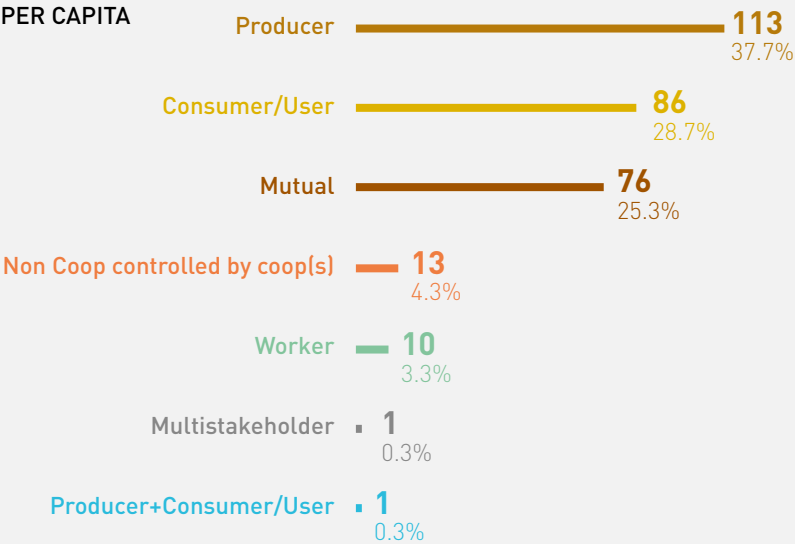 PER CAPITA
Producer 113
37.7%
Consumer/User 86
28.7%
Mutual 76
25.3%
Non Coop controlled by coop(s) 13
4.3%
Worker 10
3.3%
Multistakeholder 1
0.3%
Producer+Consumer/User 1
0.3%